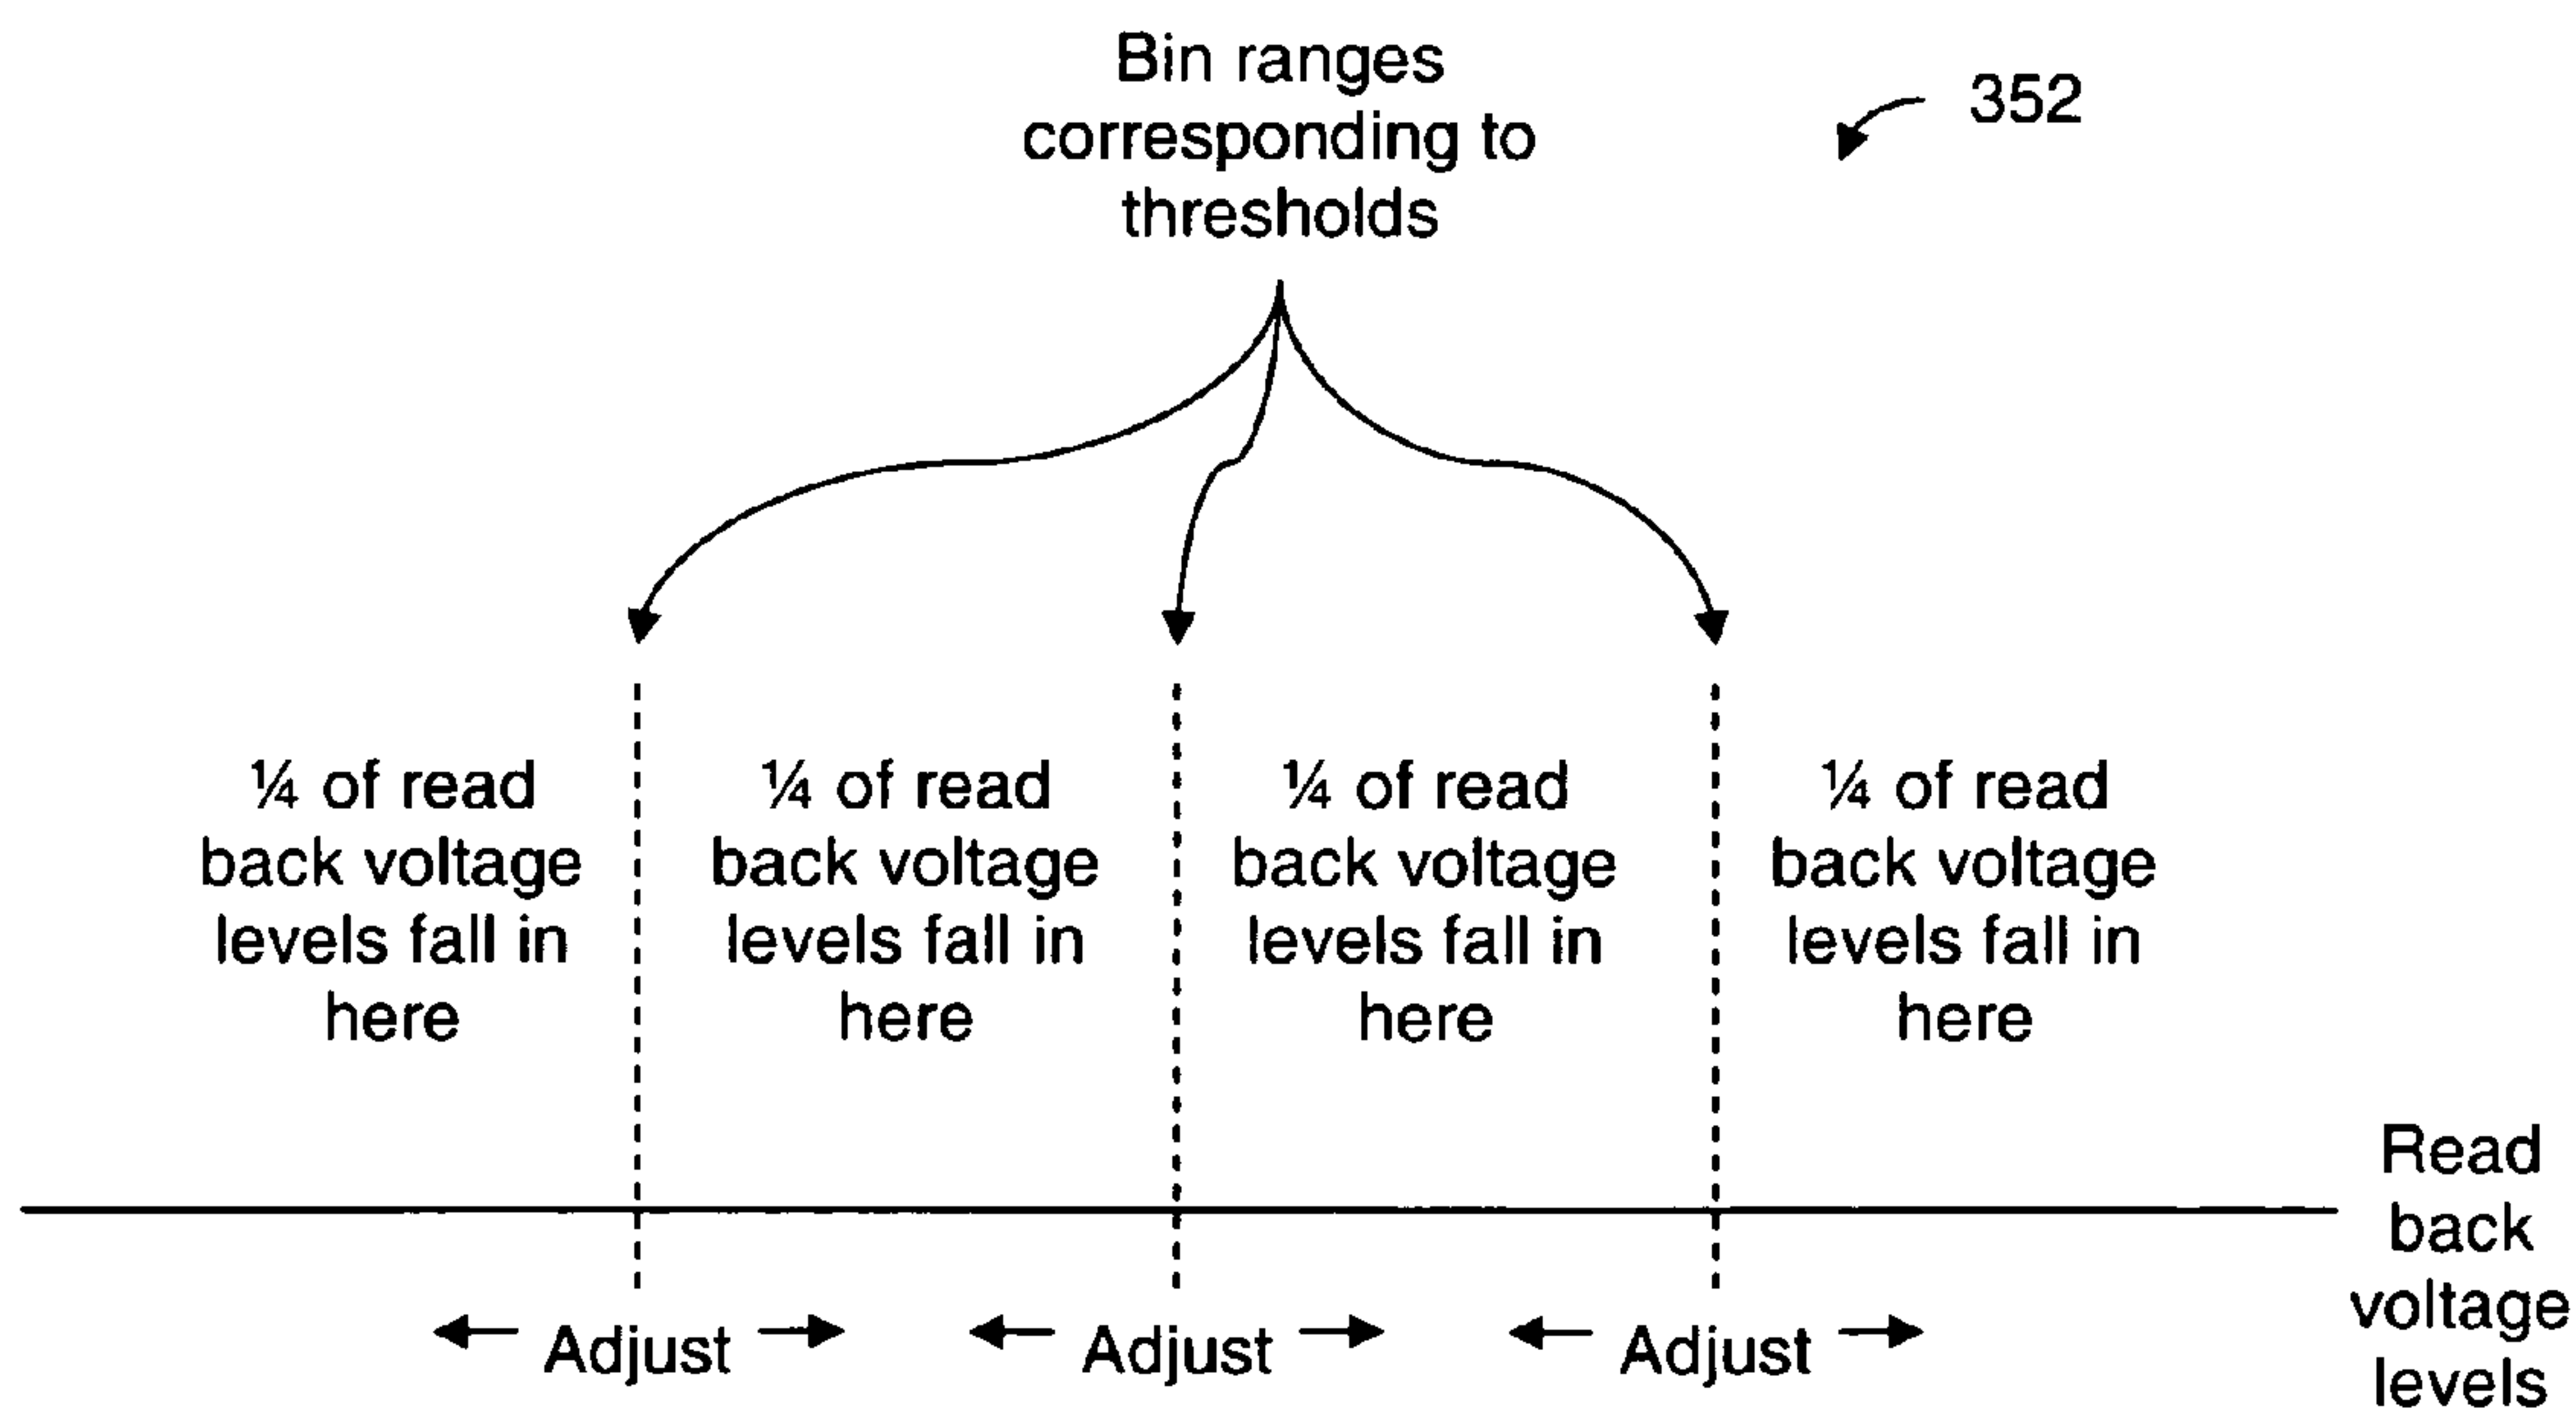 Bin ranges
corresponding to
thresholds
352
¼ of read
back voltage
levels fall in
here
¼ of read
back voltage
levels fall in
here
¼ of read
back voltage
levels fall in
here
¼ of read
back voltage
levels fall in
here
Read
back
voltage
levels
Adjust
Adjust
Adjust